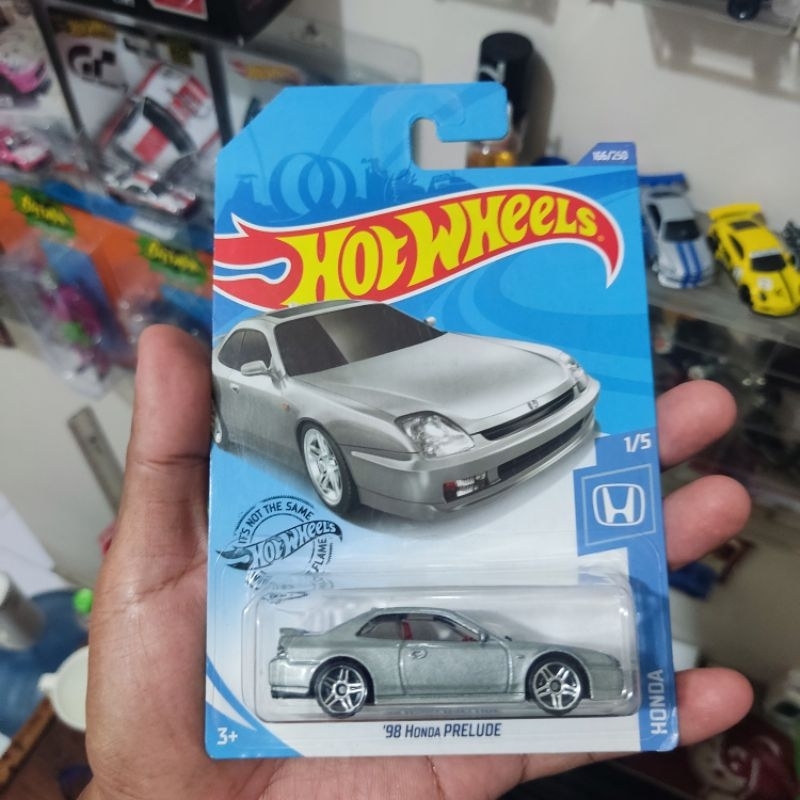 166/250
HOT WHEELS
1/5
IT'S NOT THE SAME
HOT WHEELS
FLAME
HONDA
'98 HONDA PRELUDE
3+